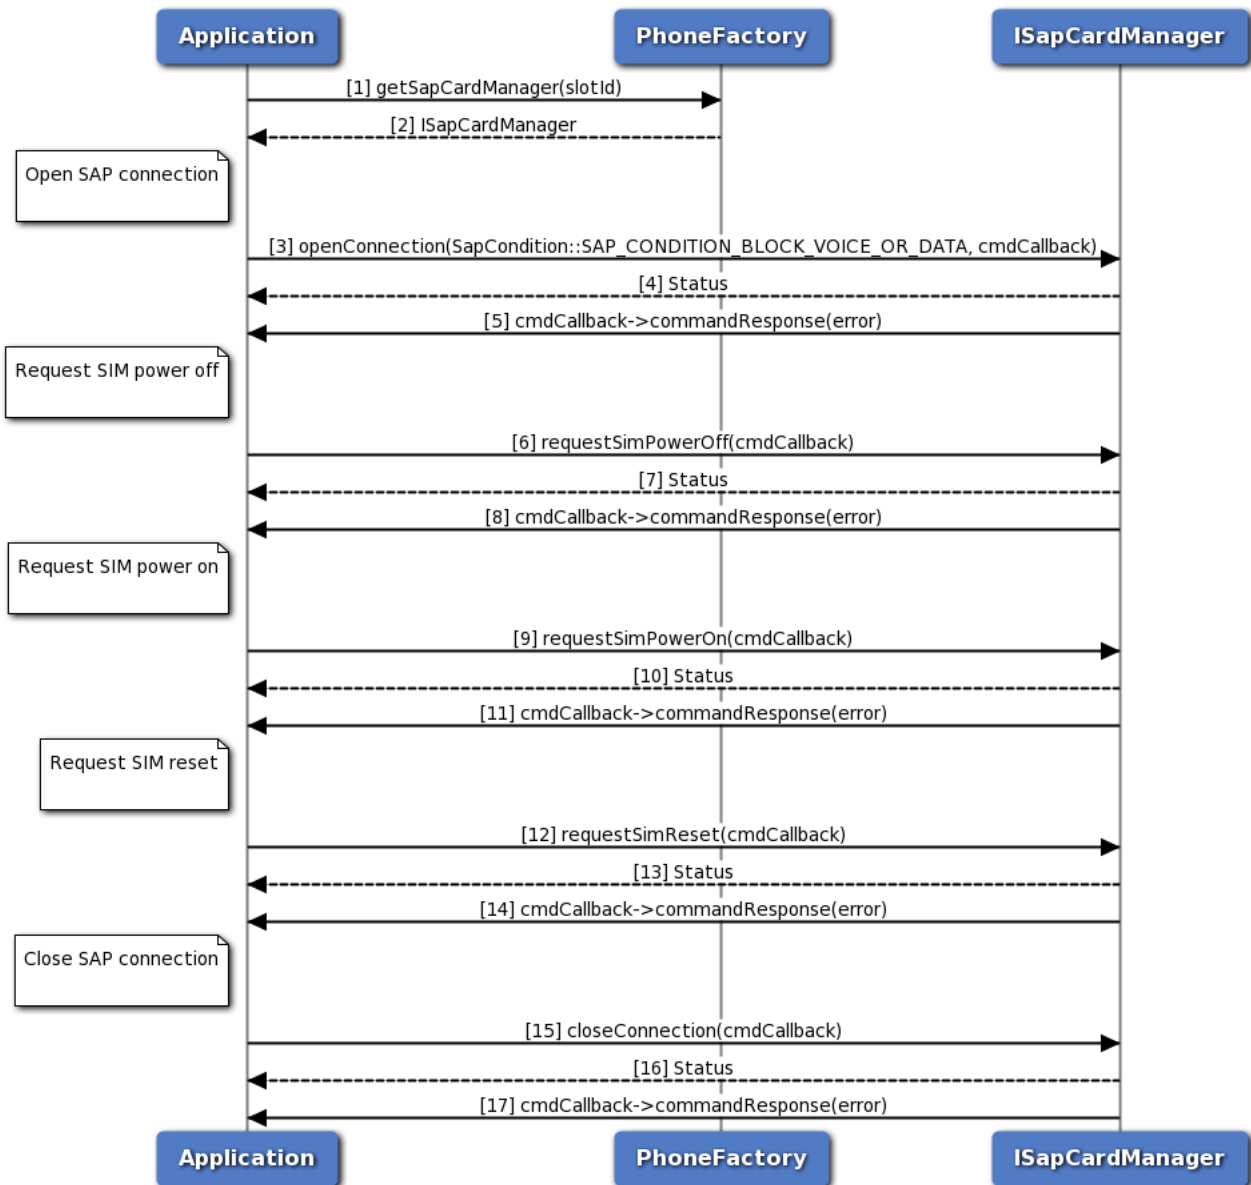 Application
PhoneFactory
ISapCardManager
[1] getSapCardManager(slotId)
[2] ISapCardManager
Open SAP connection
[3] openConnection(SapCondition::SAP_CONDITION_BLOCK_VOICE_OR_DATA, cmdCallback)
[4] Status
[5] cmdCallback->commandResponse(error)
Request SIM power off
[6] requestSimPowerOff(cmdCallback)
[7] Status
[8] cmdCallback->commandResponse(error)
Request SIM power on
[9] requestSimPowerOn(cmdCallback)
[10] Status
[11] cmdCallback->commandResponse(error)
Request SIM reset
[12] requestSimReset(cmdCallback)
[13] Status
[14] cmdCallback->commandResponse(error)
Close SAP connection
[15] closeConnection(cmdCallback)
[16] Status
[17] cmdCallback->commandResponse(error)
Application
PhoneFactory
ISapCardManager